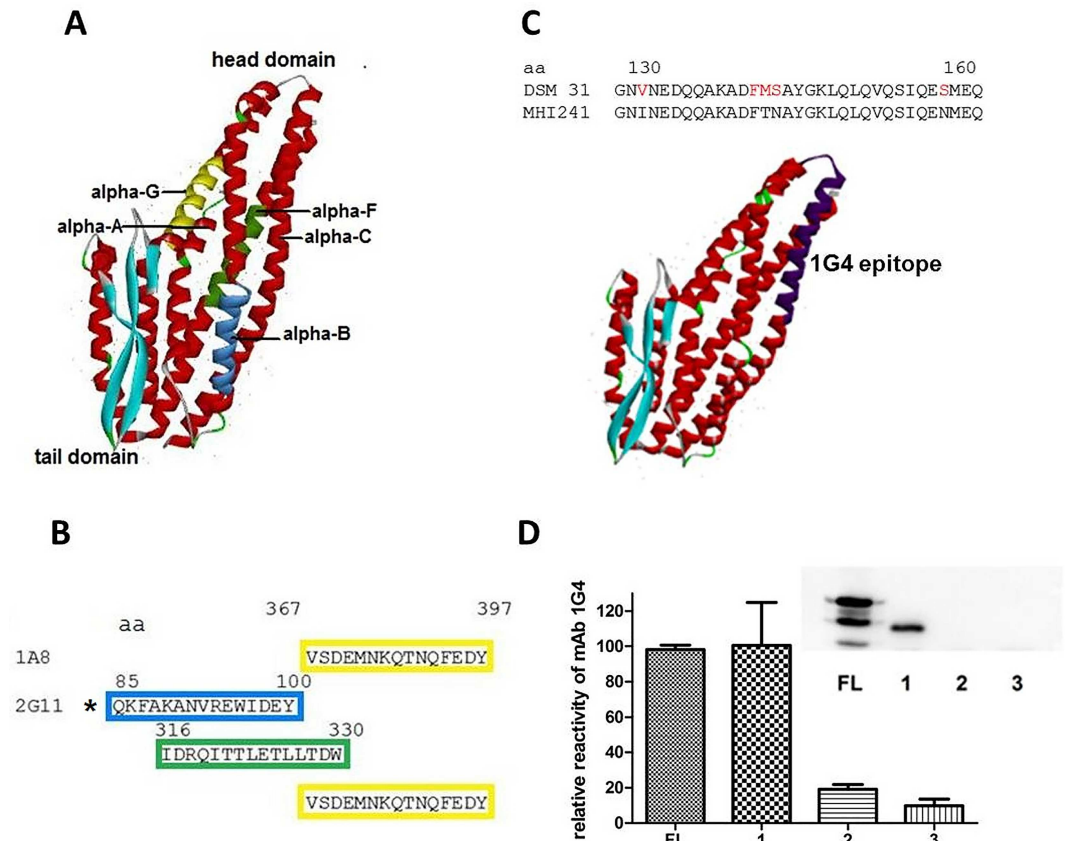 A
head domain
alpha-G
alpha-A
alpha-F
alpha-C
alpha-B
tail domain
C
aa 130 160
DSM 31 GNVNEDQQAKADFMSAYGKLQLQVQSIQESMEQ
MHI241 GNINEDQQAKADFTNAYGKLQLQVQSIQENMEQ
1G4 epitope
B
367 397
aa
1A8 VSDEMNKQTNQFEDY
85 100
2G11 * QKFAKANVREWIDEY
316 330
IDRQITTLETLLTDW
VSDEMNKQTNQFEDY
D
relative reactivity of mAb 1G4
120
100
80
60
40
20
0
FL 1 2 3
FL 1 2 3